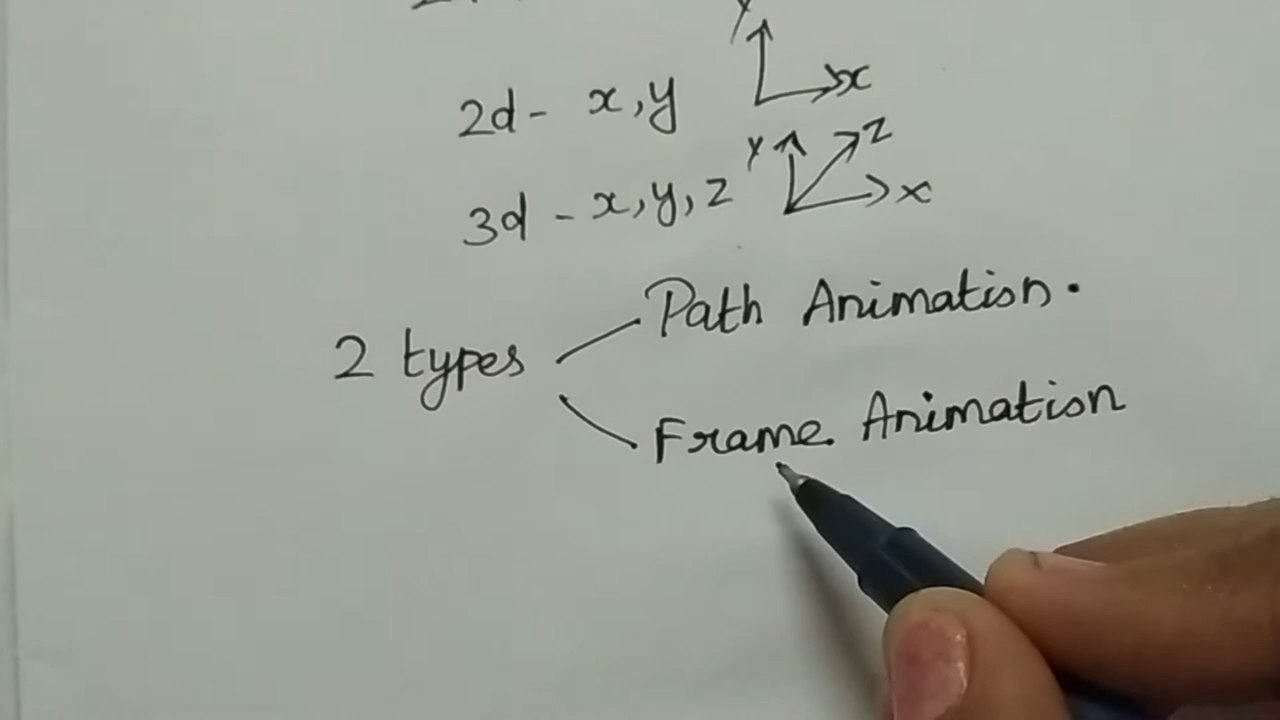 y
2d - x, y x
y z
3d - x, y, z x
Path Animation.
2 types
Frame Animation